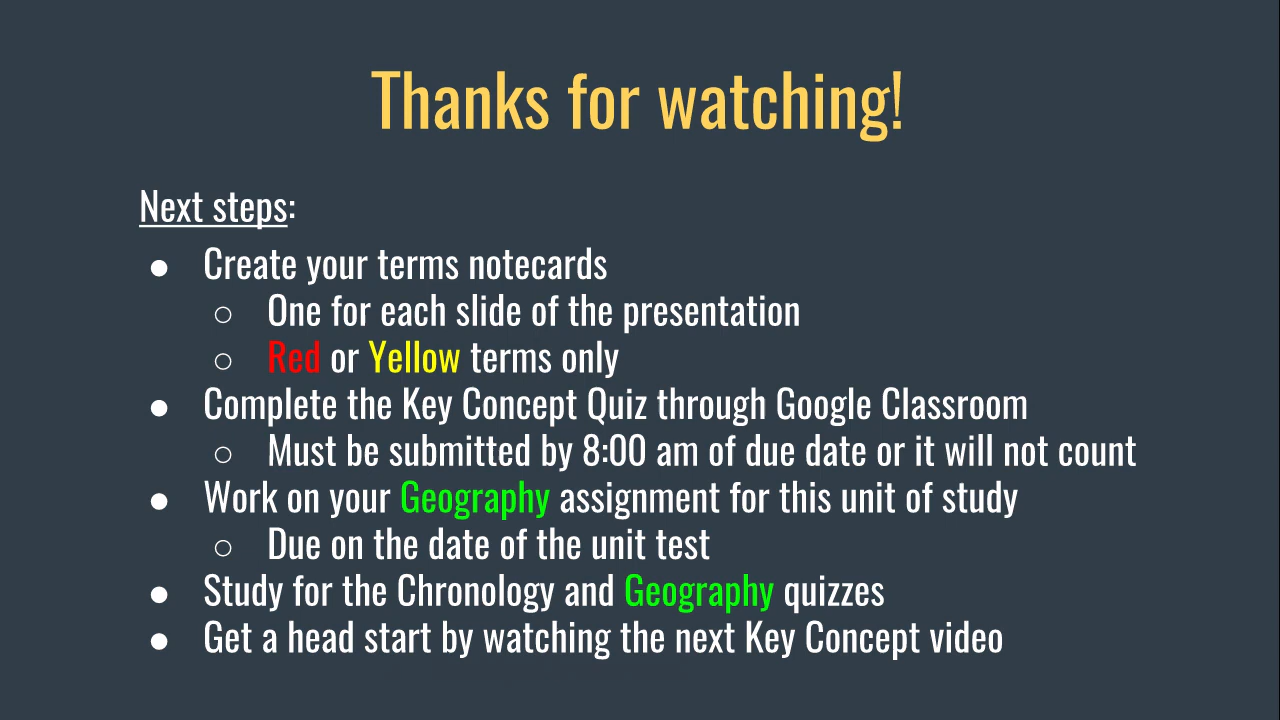 Thanks for watching!
Next steps:
● Create your terms notecards
○ One for each slide of the presentation
○ Red or Yellow terms only
● Complete the Key Concept Quiz through Google Classroom
○ Must be submitted by 8:00 am of due date or it will not count
● Work on your Geography assignment for this unit of study
○ Due on the date of the unit test
● Study for the Chronology and Geography quizzes
● Get a head start by watching the next Key Concept video